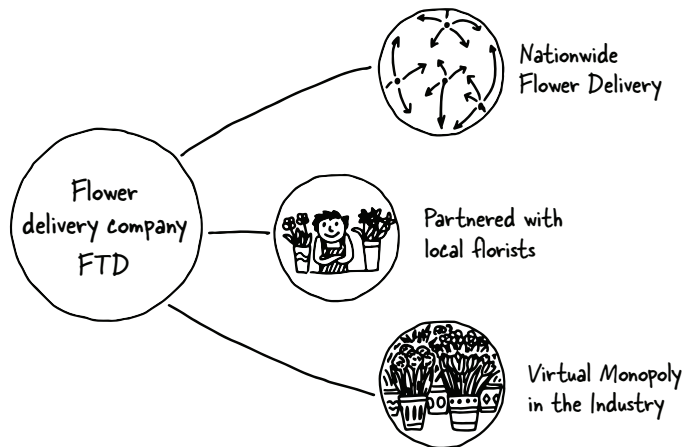 Flower
delivery company
FTD
Nationwide
Flower Delivery
Partnered with
local florists
Virtual Monopoly
in the Industry